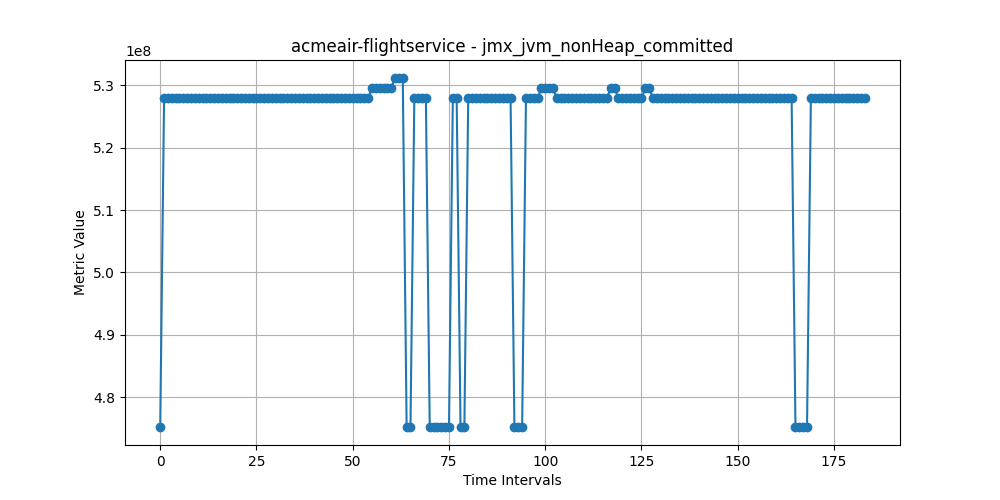 acmeair-flightservice - jmx_jvm_nonHeap_committed
1e8
5.3
5.2
5.1
5.0
4.9
4.8
Metric Value
0 25 50 75 100 125 150 175
Time Intervals